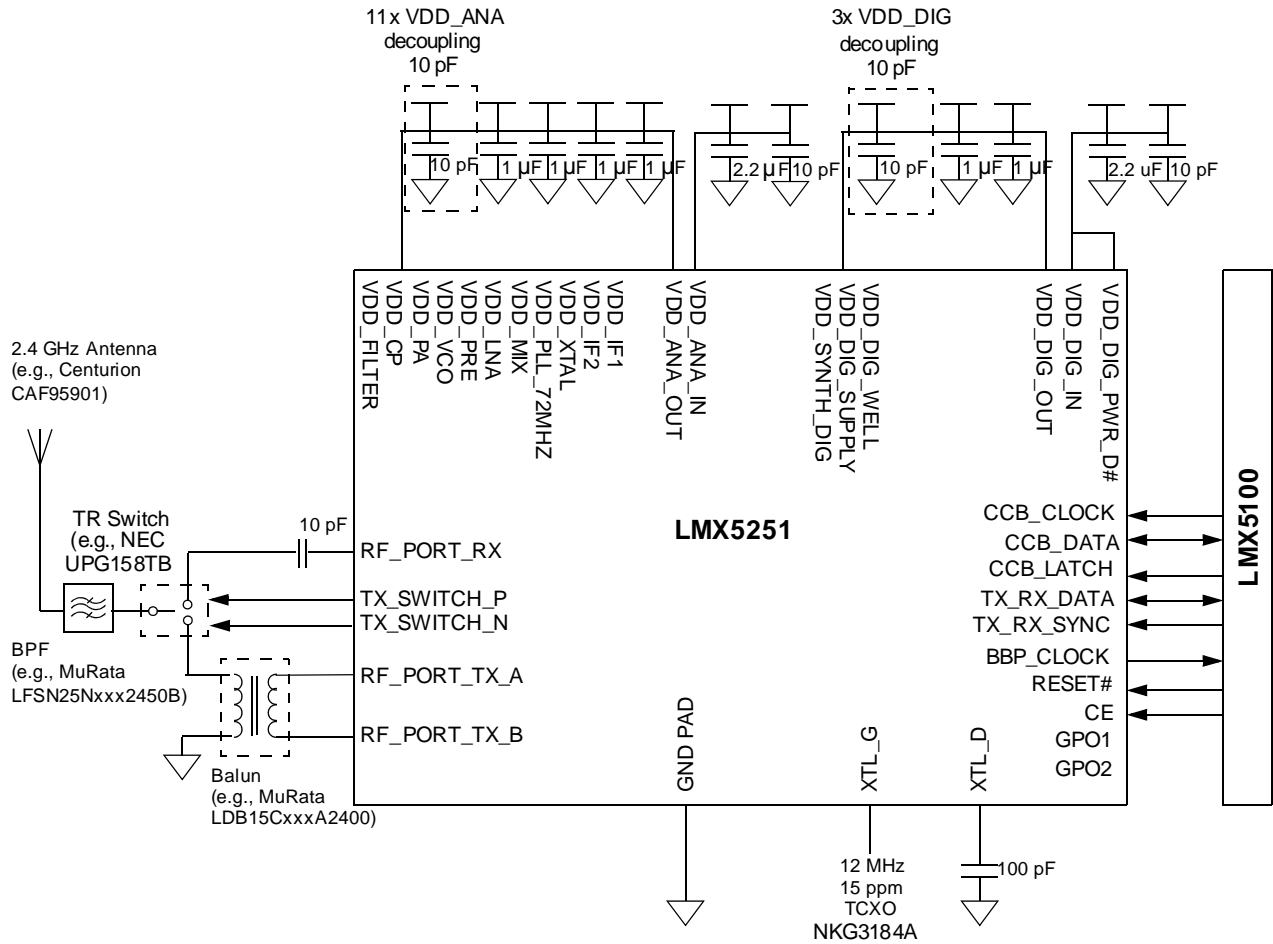 11x VDD_ANA
decoupling
10 pF
3x VDD_DIG
decoupling
10 pF
10 pF
1 µF
1 µF
1 µF
1 µF
2.2 µF
10 pF
10 pF
1 µF
1 µF
2.2 uF
10 pF
VDD_FILTER
VDD_CP
VDD_PA
VDD_VCO
VDD_PRE
VDD_LNA
VDD_MIX
VDD_PLL_72MHZ
VDD_XTAL
VDD_IF2
VDD_IF1
VDD_ANA_OUT
VDD_ANA_IN
VDD_SYNTH_DIG
VDD_DIG_SUPPLY
VDD_DIG_WELL
VDD_DIG_OUT
VDD_DIG_IN
VDD_DIG_PWR_D#
2.4 GHz Antenna
(e.g., Centurion
CAF95901)
TR Switch
(e.g., NEC
UPG158TB
10 pF
BPF
(e.g., MuRata
LFSN25Nxxx2450B)
Balun
(e.g., MuRata
LDB15CxxxA2400)
RF_PORT_RX
TX_SWITCH_P
TX_SWITCH_N
RF_PORT_TX_A
RF_PORT_TX_B
LMX5251
CCB_CLOCK
CCB_DATA
CCB_LATCH
TX_RX_DATA
TX_RX_SYNC
BBP_CLOCK
RESET#
CE
GPO1
GPO2
LMX5100
GND PAD
XTL_G
XTL_D
12 MHz
15 ppm
TCXO
NKG3184A
100 pF